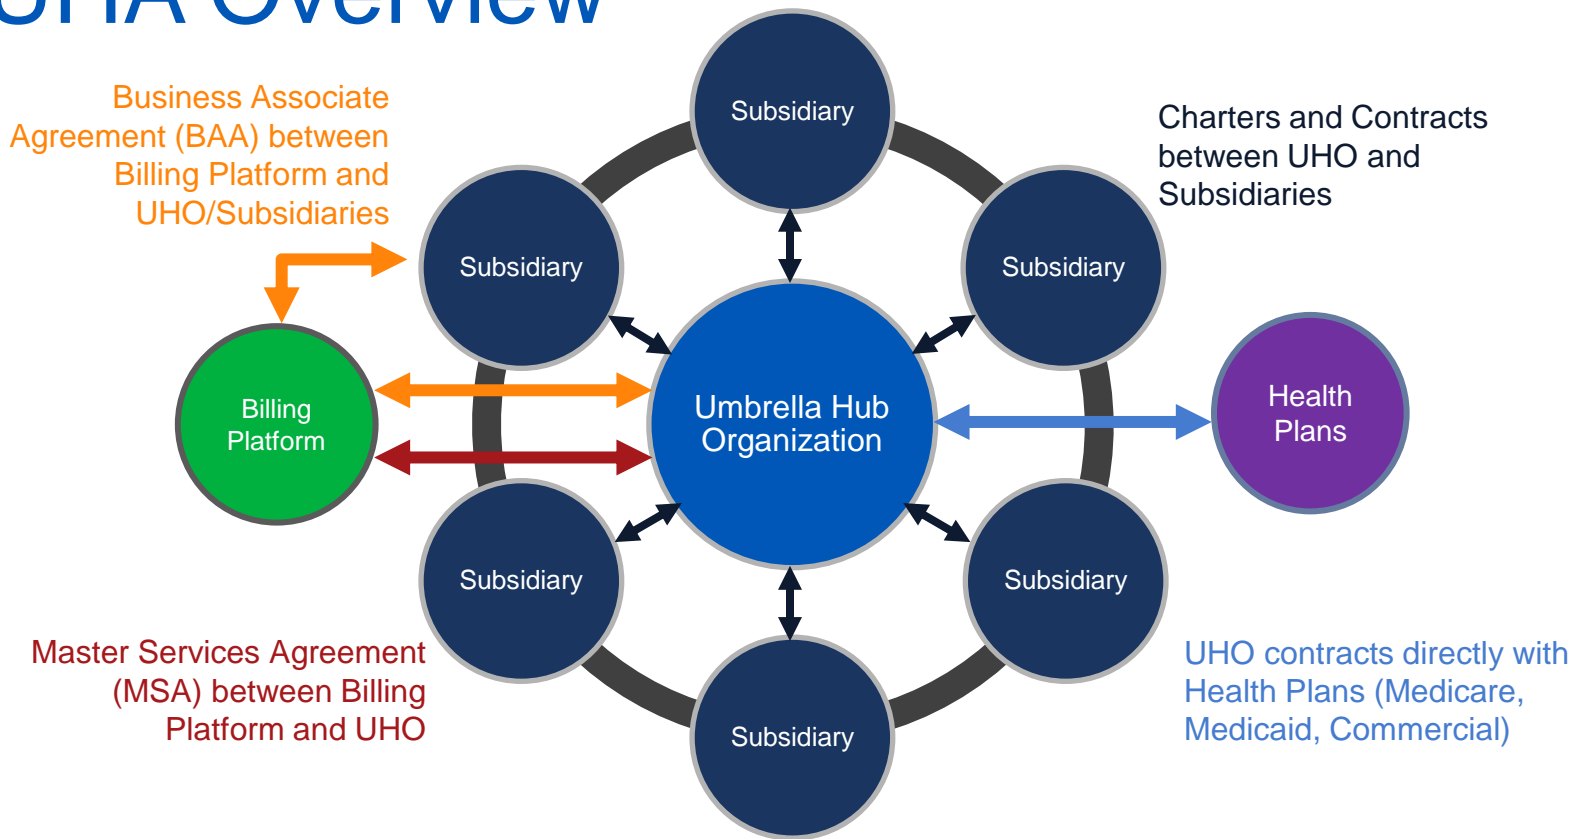 UHA Overview
Subsidiary
Business Associate
Agreement (BAA) between
Billing Platform and
UHO/Subsidiaries
Charters and Contracts
between UHO and
Subsidiaries
Subsidiary
Subsidiary
Billing
Platform
Umbrella Hub
Organization
Health
Plans
Subsidiary
Subsidiary
Master Services Agreement
(MSA) between Billing
Platform and UHO
UHO contracts directly with
Health Plans (Medicare,
Medicaid, Commercial)
Subsidiary